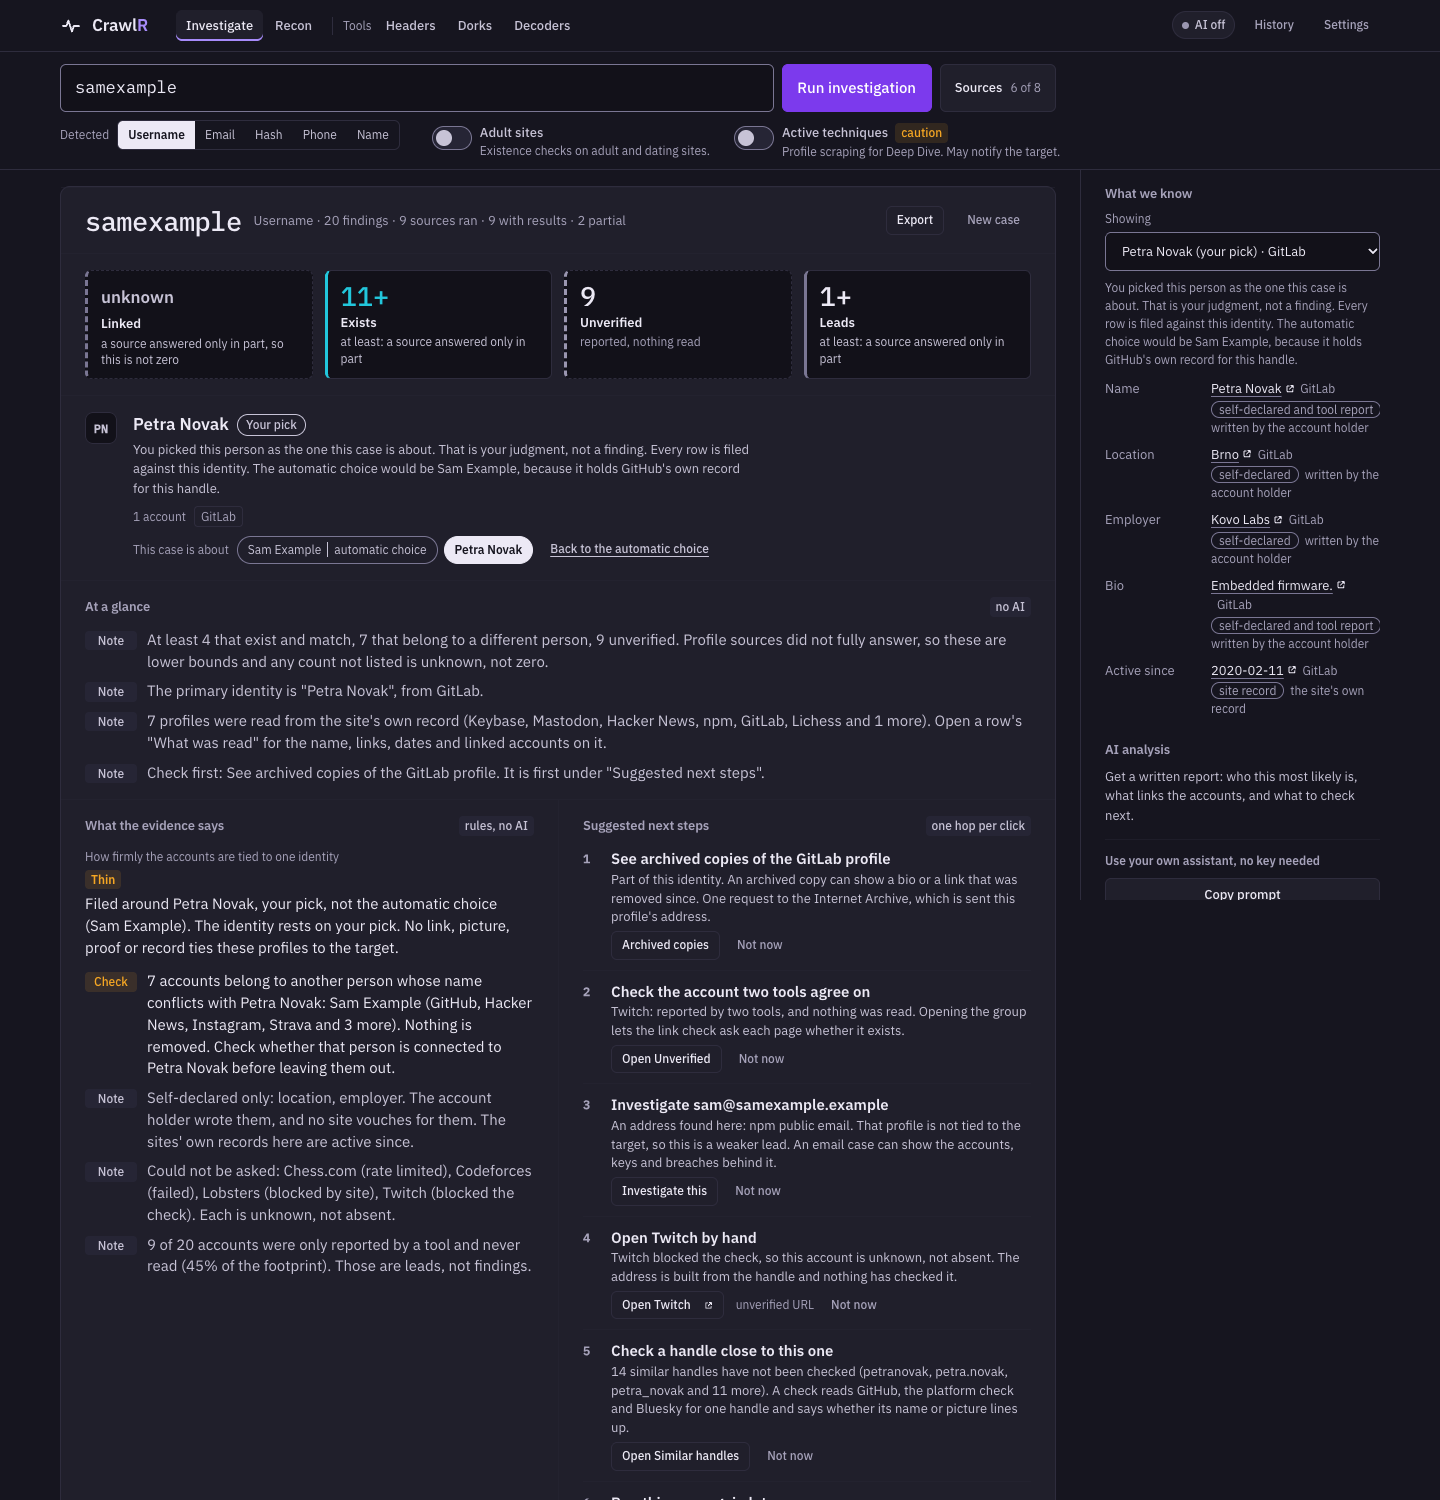 CrawlR
Investigate
Recon
Tools
Headers
Dorks
Decoders
AI off
History
Settings
samexample
Run investigation
Sources 6 of 8
Detected
Username
Email
Hash
Phone
Name
Adult sites
Existence checks on adult and dating sites.
Active techniques caution
Profile scraping for Deep Dive. May notify the target.
samexample
Username · 20 findings · 9 sources ran · 9 with results · 2 partial
Export
New case
unknown
Linked
a source answered only in part, so
this is not zero
11+
Exists
at least: a source answered only in
part
9
Unverified
reported, nothing read
1+
Leads
at least: a source answered only in
part
PN
Petra Novak Your pick
You picked this person as the one this case is about. That is your judgment, not a finding. Every row is filed
against this identity. The automatic choice would be Sam Example, because it holds GitHub's own record
for this handle.
1 account GitLab
This case is about
Sam Example | automatic choice
Petra Novak
Back to the automatic choice
At a glance
no AI
Note At least 4 that exist and match, 7 that belong to a different person, 9 unverified. Profile sources did not fully answer, so these are
lower bounds and any count not listed is unknown, not zero.
Note The primary identity is "Petra Novak", from GitLab.
Note 7 profiles were read from the site's own record (Keybase, Mastodon, Hacker News, npm, GitLab, Lichess and 1 more). Open a row's
"What was read" for the name, links, dates and linked accounts on it.
Note Check first: See archived copies of the GitLab profile. It is first under "Suggested next steps".
What the evidence says
rules, no AI
How firmly the accounts are tied to one identity
Thin
Filed around Petra Novak, your pick, not the automatic choice
(Sam Example). The identity rests on your pick. No link, picture,
proof or record ties these profiles to the target.
Check 7 accounts belong to another person whose name
conflicts with Petra Novak: Sam Example (GitHub, Hacker
News, Instagram, Strava and 3 more). Nothing is
removed. Check whether that person is connected to
Petra Novak before leaving them out.
Note Self-declared only: location, employer. The account
holder wrote them, and no site vouches for them. The
sites' own records here are active since.
Note Could not be asked: Chess.com (rate limited), Codeforces
(failed), Lobsters (blocked by site), Twitch (blocked the
check). Each is unknown, not absent.
Note 9 of 20 accounts were only reported by a tool and never
read (45% of the footprint). Those are leads, not findings.
Suggested next steps
one hop per click
1 See archived copies of the GitLab profile
Part of this identity. An archived copy can show a bio or a link that was
removed since. One request to the Internet Archive, which is sent this
profile's address.
Archived copies
Not now
2 Check the account two tools agree on
Twitch: reported by two tools, and nothing was read. Opening the group
lets the link check ask each page whether it exists.
Open Unverified
Not now
3 Investigate sam@samexample.example
An address found here: npm public email. That profile is not tied to the
target, so this is a weaker lead. An email case can show the accounts,
keys and breaches behind it.
Investigate this
Not now
4 Open Twitch by hand
Twitch blocked the check, so this account is unknown, not absent. The
address is built from the handle and nothing has checked it.
Open Twitch
unverified URL
Not now
5 Check a handle close to this one
14 similar handles have not been checked (petranovak, petra.novak,
petra_novak and 11 more). A check reads GitHub, the platform check
and Bluesky for one handle and says whether its name or picture lines
up.
Open Similar handles
Not now
What we know
Showing
Petra Novak (your pick) · GitLab
You picked this person as the one this case is
about. That is your judgment, not a finding. Every
row is filed against this identity. The automatic
choice would be Sam Example, because it holds
GitHub's own record for this handle.
Name
Petra Novak GitLab
self-declared and tool report
written by the account holder
Location
Brno GitLab
self-declared written by the
account holder
Employer
Kovo Labs GitLab
self-declared written by the
account holder
Bio
Embedded firmware.
GitLab
self-declared and tool report
written by the account holder
Active since
2020-02-11 GitLab
site record the site's own
record
AI analysis
Get a written report: who this most likely is,
what links the accounts, and what to check
next.
Use your own assistant, no key needed
Copy prompt